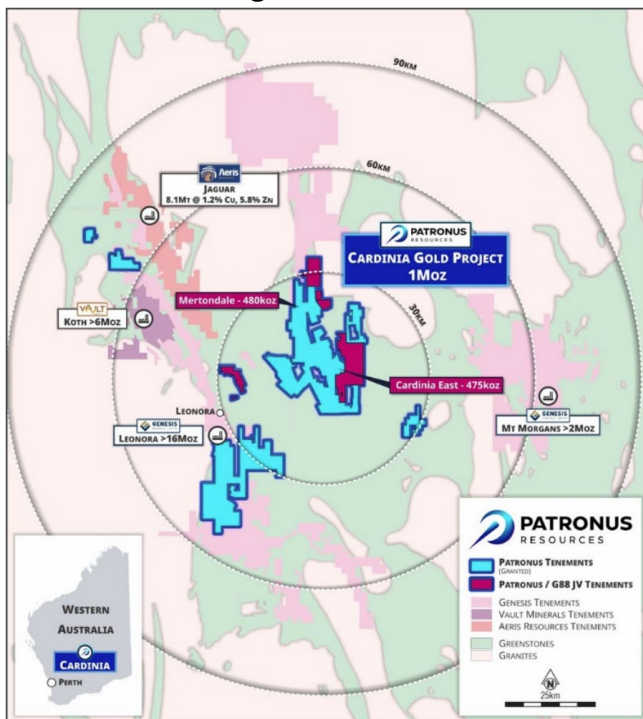 90KM
60KM
30KM
Aeris
JAGUAR
8.1MT @ 1.2% CU, 5.8% ZN
PATRONUS
RESOURCES
CARDINIA GOLD PROJECT
1MOZ
Mertondale - 480koz
VAULT
KOTH >6MOZ
Cardinia East - 475koz
LEONORA
GENESIS
LEONORA >16MOZ
GENESIS
MT MORGANS >2MOZ
PATRONUS
RESOURCES
PATRONUS TENEMENTS
(GRANTED)
PATRONUS / G88 JV TENEMENTS
GENESIS TENEMENTS
VAULT MINERALS TENEMENTS
AERIS RESOURCES TENEMENTS
GREENSTONES
GRANITES
N
25KM
WESTERN
AUSTRALIA
CARDINIA
PERTH